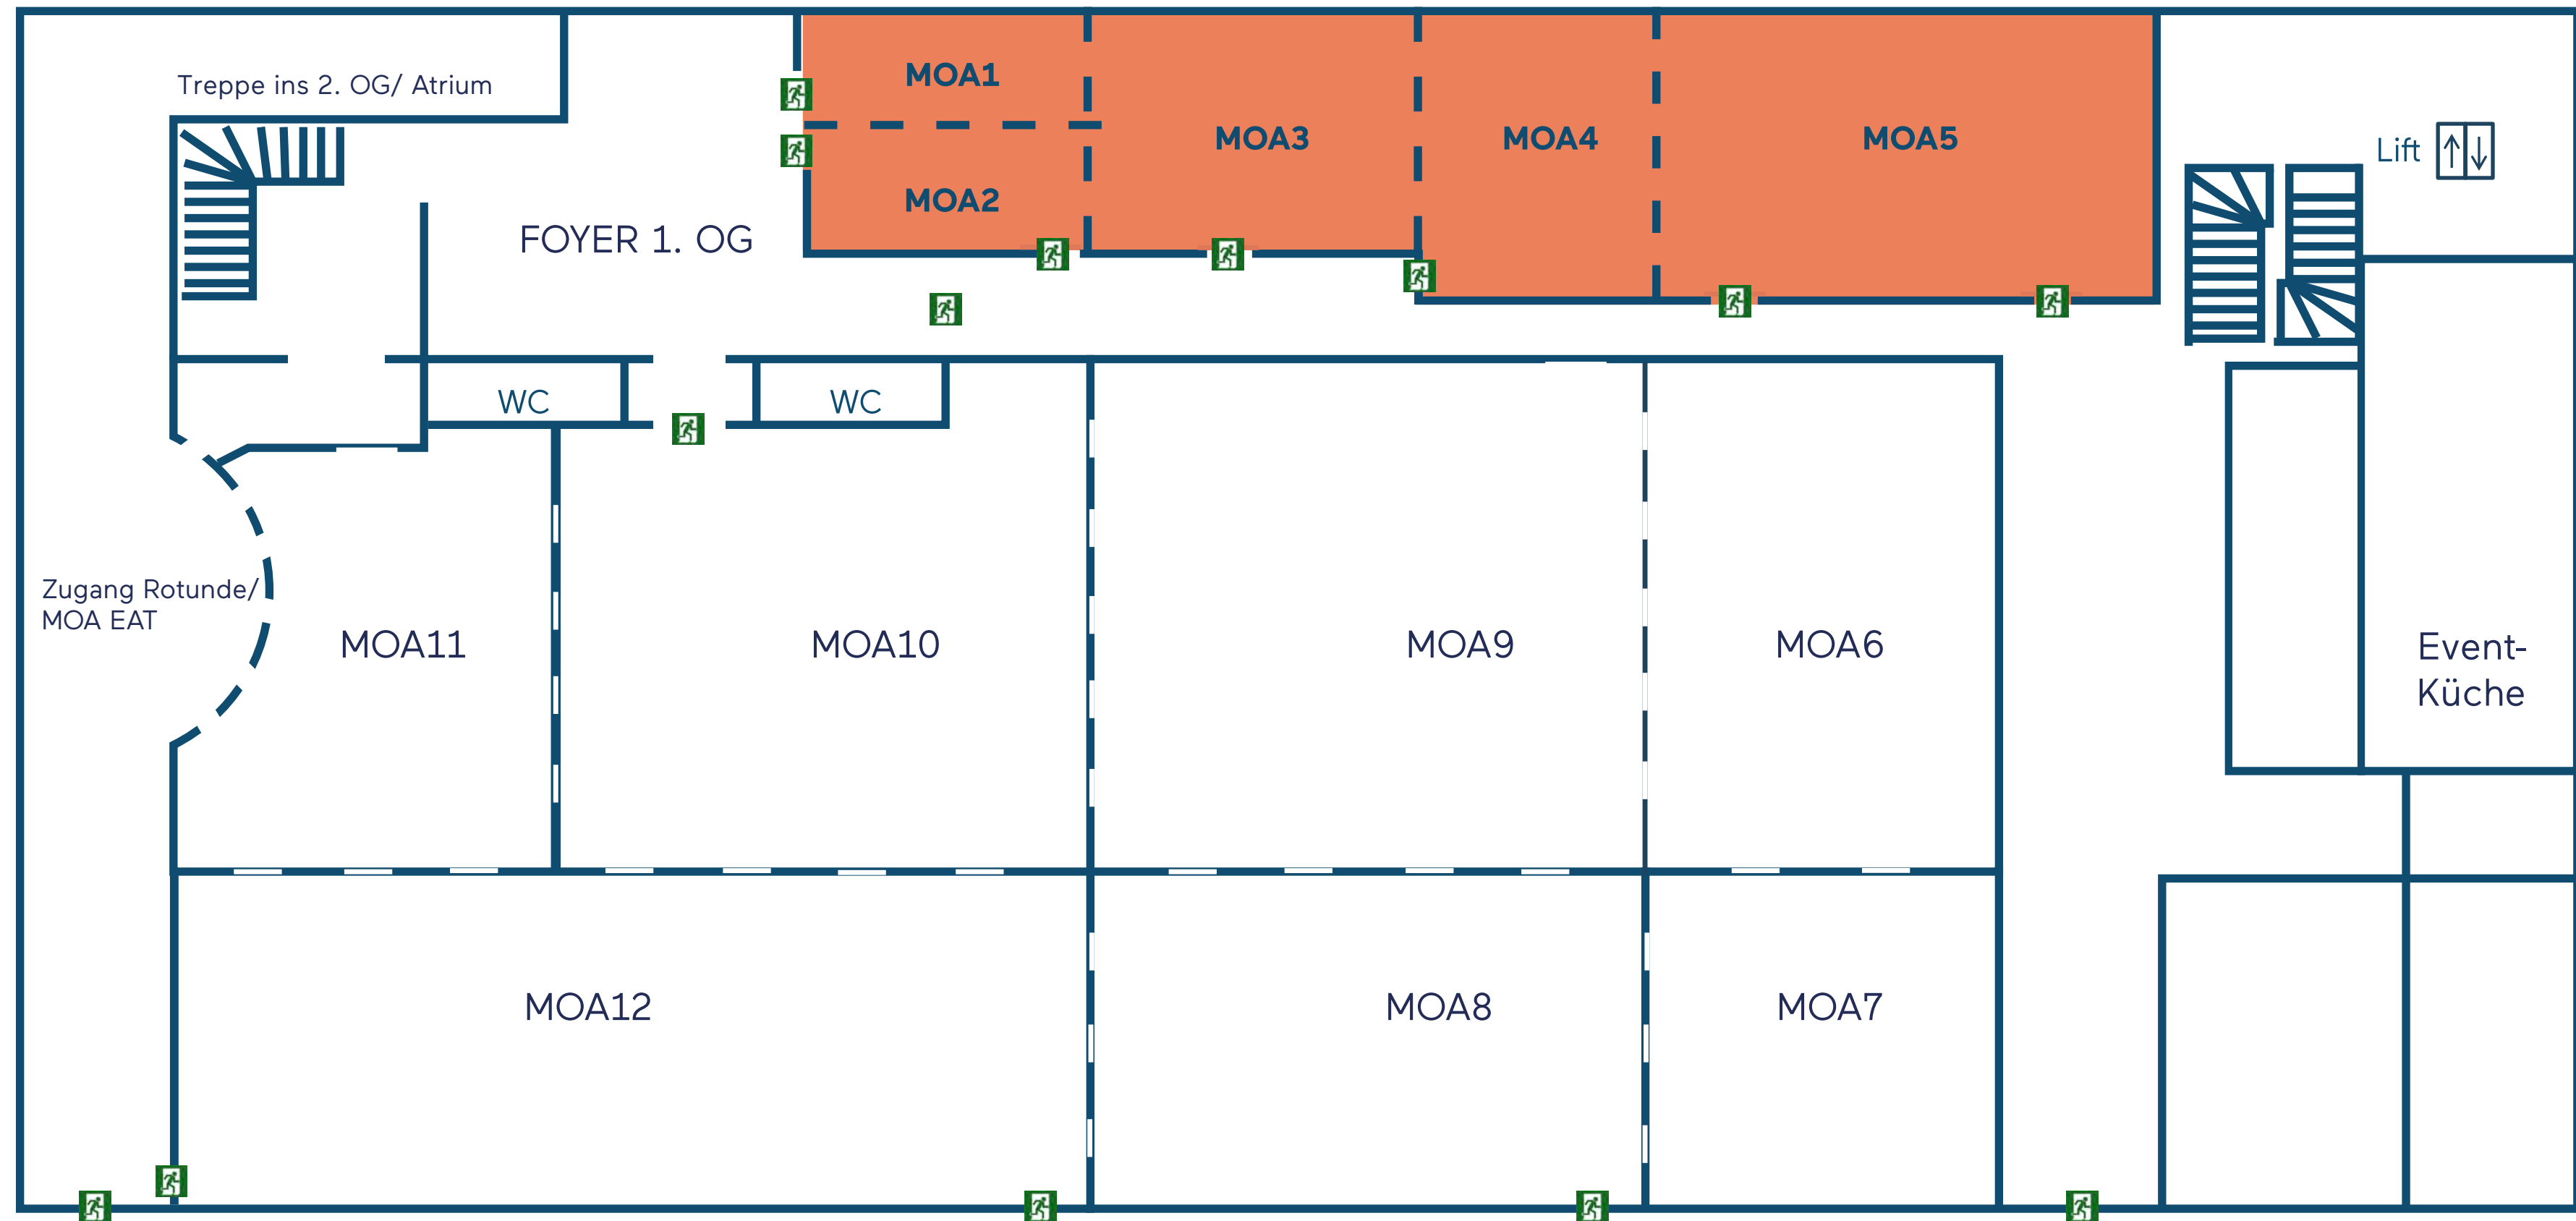 Treppe ins 2. OG/ Atrium
MOA1
MOA2
MOA3
MOA4
MOA5
Lift
FOYER 1. OG
WC
WC
Zugang Rotunde/
MOA EAT
MOA11
MOA10
MOA9
MOA6
Event-
Küche
MOA12
MOA8
MOA7